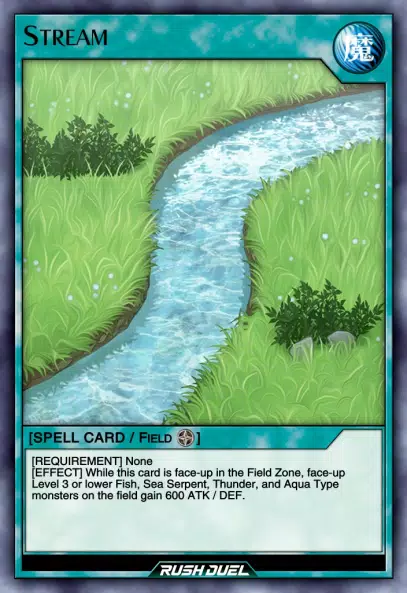 STREAM
魔
[SPELL CARD / FIELD ]
[REQUIREMENT] None
[EFFECT] While this card is face-up in the Field Zone, face-up
Level 3 or lower Fish, Sea Serpent, Thunder, and Aqua Type
monsters on the field gain 600 ATK / DEF.
RUSH DUEL